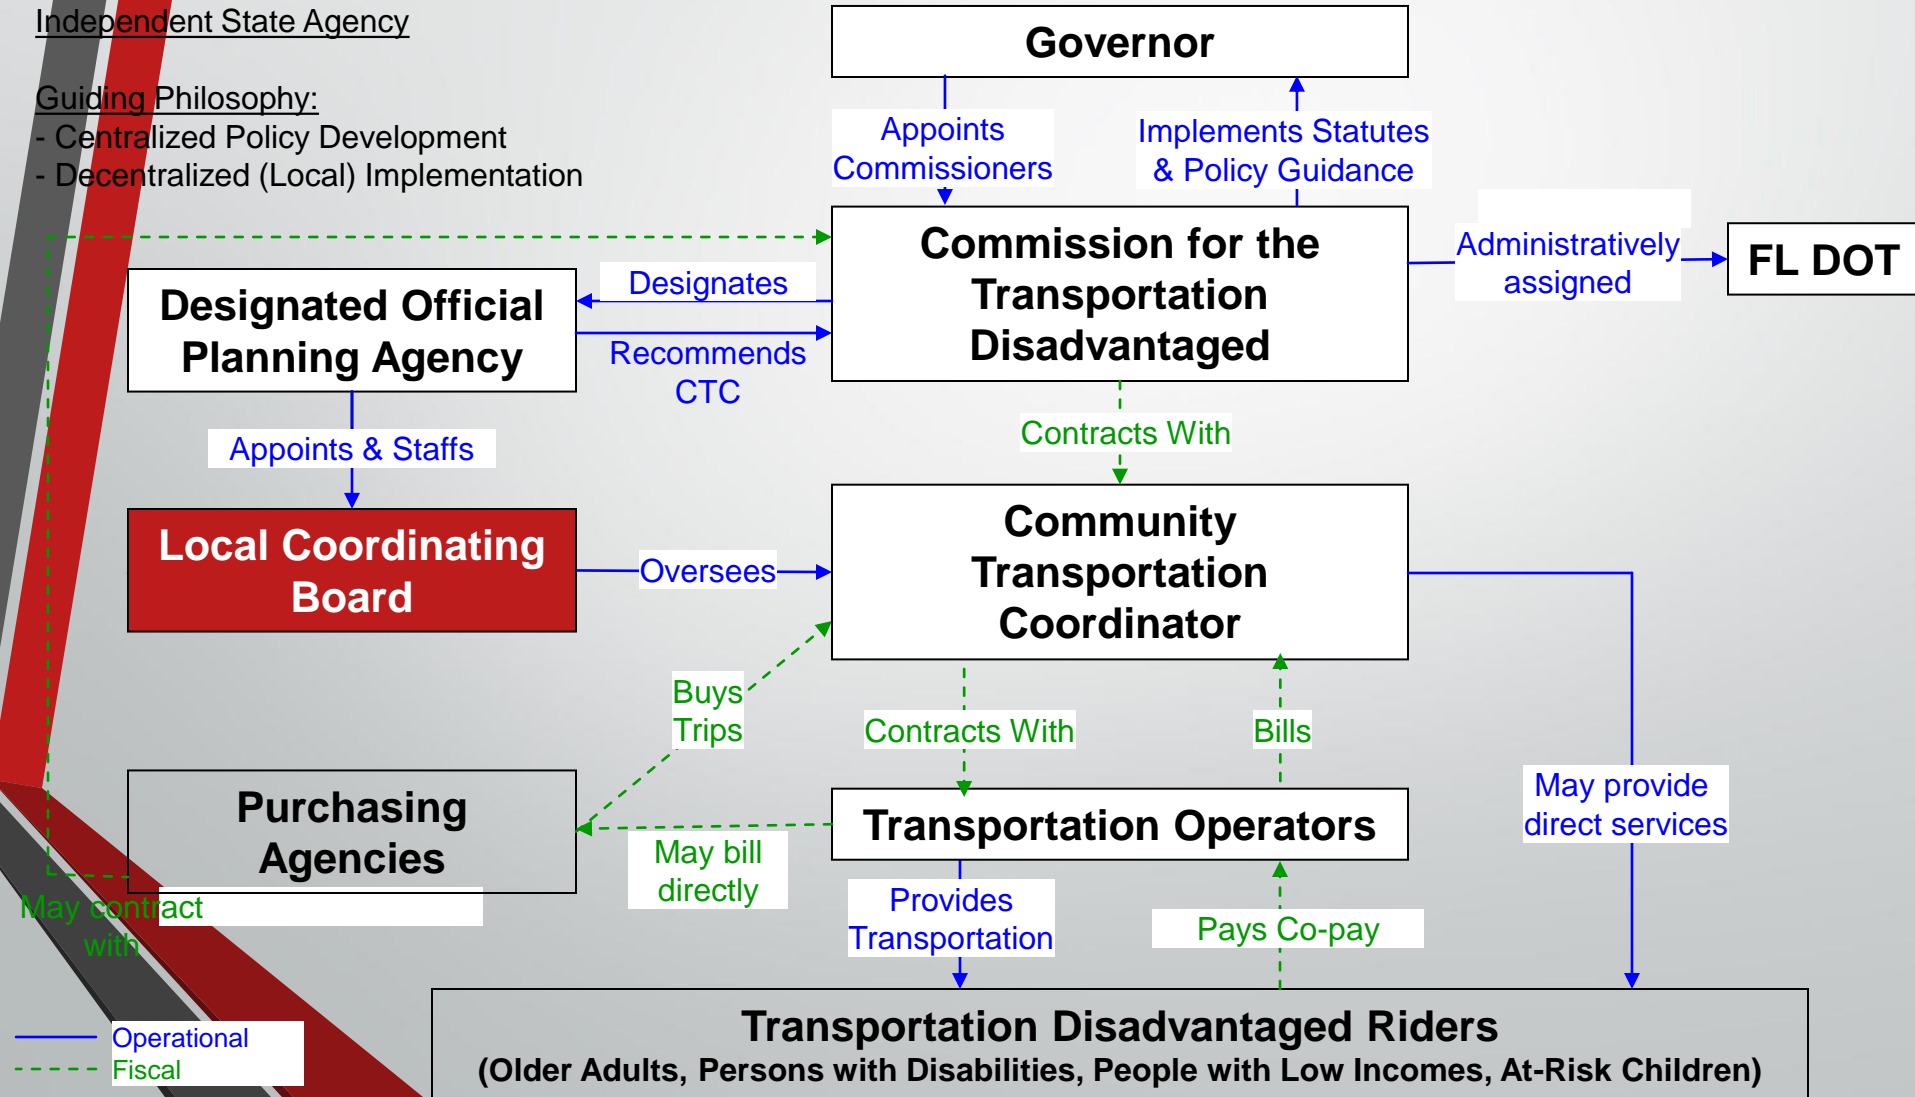 Independent State Agency
Guiding Philosophy:
- Centralized Policy Development
- Decentralized (Local) Implementation
Governor
Appoints
Commissioners
Implements Statutes
& Policy Guidance
Commission for the
Transportation
Disadvantaged
Administratively
assigned
FL DOT
Designated Official
Planning Agency
Designates
Recommends
CTC
Appoints & Staffs
Contracts With
Local Coordinating
Board
Oversees
Community
Transportation
Coordinator
Buys
Trips
Contracts With
Bills
May provide
direct services
Purchasing
Agencies
May bill
directly
Transportation Operators
May contract
with
Provides
Transportation
Pays Co-pay
Transportation Disadvantaged Riders
(Older Adults, Persons with Disabilities, People with Low Incomes, At-Risk Children)
Operational
Fiscal